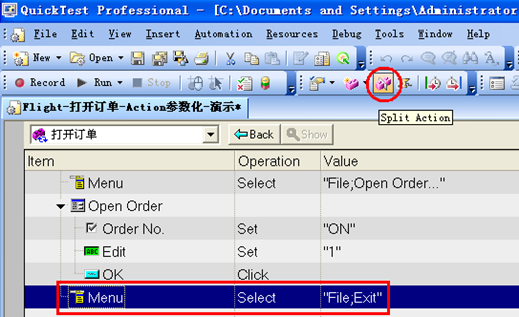 QuickTest Professional - [C:\Documents and Settings\Administrator
File Edit View Insert Automation Resources Debug Tools Window Help
New Open
Record Run Stop
Flight-打开订单-Action参数化-演示*
Split Action
打开订单 Back Show
Item Operation Value
Menu Select "File;Open Order..."
Open Order
Order No. Set "ON"
Edit Set "1"
OK Click
Menu Select "File;Exit"